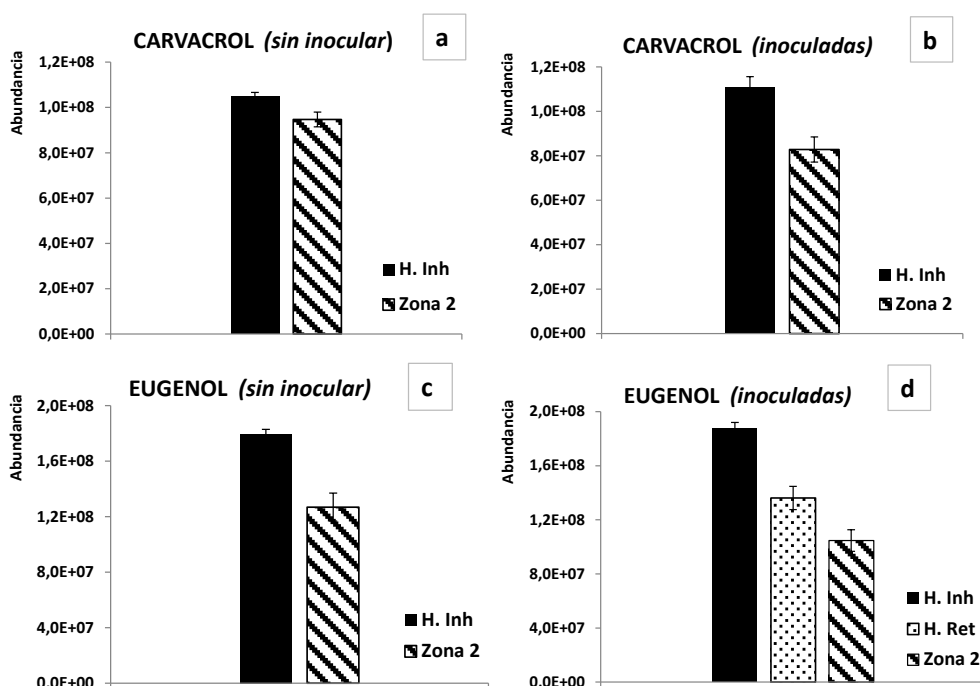 CARVACROL (sin inocular)
a
Abundancia
1,2E+08
1,0E+08
8,0E+07
6,0E+07
4,0E+07
2,0E+07
0,0E+00
H. Inh
Zona 2
CARVACROL (inoculadas)
b
Abundancia
1,2E+08
1,0E+08
8,0E+07
6,0E+07
4,0E+07
2,0E+07
0,0E+00
H. Inh
Zona 2
EUGENOL (sin inocular)
c
Abundancia
2,0E+08
1,6E+08
1,2E+08
8,0E+07
4,0E+07
0,0E+00
H. Inh
Zona 2
EUGENOL (inoculadas)
d
Abundancia
2,0E+08
1,6E+08
1,2E+08
8,0E+07
4,0E+07
0,0E+00
H. Inh
H. Ret
Zona 2